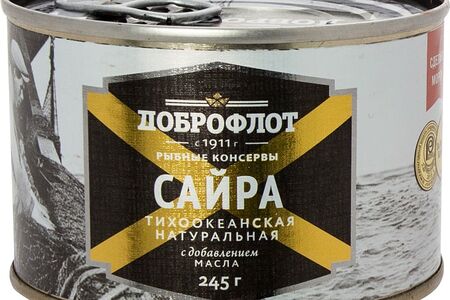 ДОБРОФЛОТ
с 1911 г
РЫБНЫЕ КОНСЕРВЫ
САЙРА
ТИХООКЕАНСКАЯ
НАТУРАЛЬНАЯ
с добавлением
МАСЛА
245 г